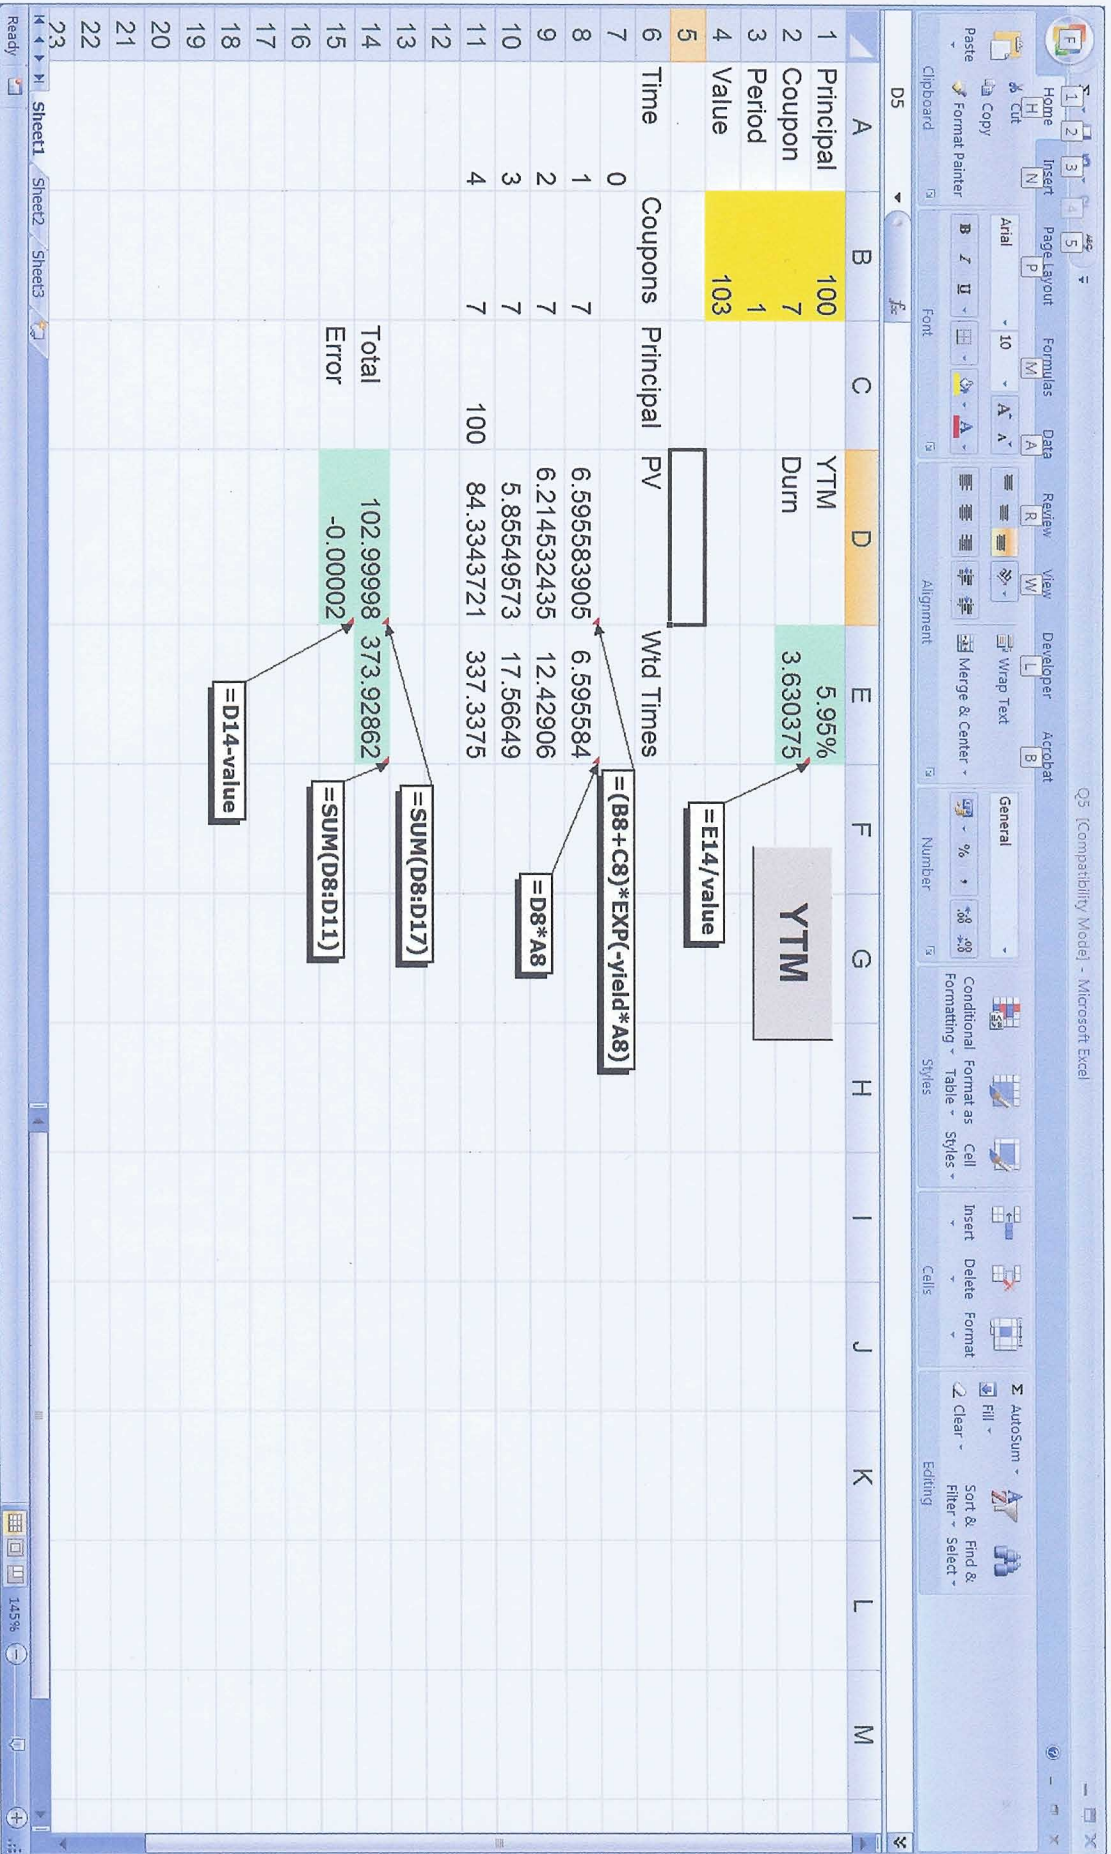 Q5 [Compatibility Mode] - Microsoft Excel
F 1 2 3 4 5
Home Insert Page Layout Formulas Data Review View Developer Acrobat
H N P M A R W L B
Paste
Cut
Copy
Format Painter
Clipboard
Arial 10
B I U
Font
Wrap Text
Merge & Center
Alignment
General
% ,
Number
Conditional Formatting
Format as Table
Cell Styles
Styles
Insert Delete Format
Cells
Σ AutoSum
Fill
Clear
Sort & Filter
Find & Select
Editing
D5 fx
A B C D E F G H I J K L M
1 Principal 100 YTM 5.95%
2 Coupon 7 Durn 3.630375
3 Period 1
4 Value 103
5
6 Time Coupons Principal PV Wtd Times
7 0
8 1 7 6.595583905 6.595584
9 2 7 6.214532435 12.42906
10 3 7 5.85549573 17.56649
11 4 7 100 84.3343721 337.3375
12
13
14 Total 102.99998 373.92862
15 Error -0.00002
16
17
18
19
20
21
22
23
YTM
=E14/value
=(B8+C8)*EXP(-yield*A8)
=D8*A8
=SUM(D8:D17)
=SUM(D8:D11)
=D14-value
Sheet1 Sheet2 Sheet3
Ready
145%